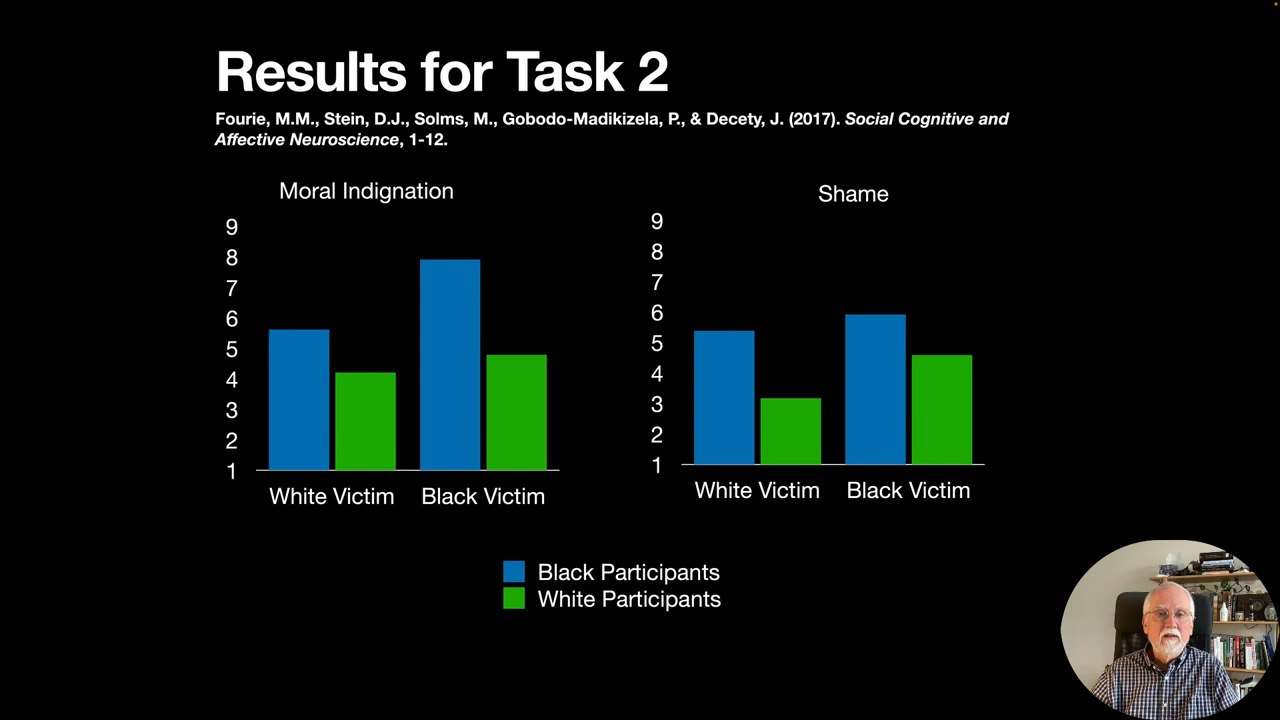 Results for Task 2
Fourie, M.M., Stein, D.J., Solms, M., Gobodo-Madikizela, P., & Decety, J. (2017). Social Cognitive and
Affective Neuroscience, 1-12.
Moral Indignation
9
8
7
6
5
4
3
2
1
White Victim
Black Victim
Shame
9
8
7
6
5
4
3
2
1
White Victim
Black Victim
Black Participants
White Participants